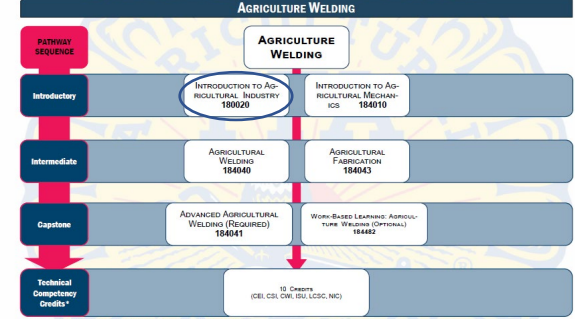 AGRICULTURE WELDING
PATHWAY
SEQUENCE
AGRICULTURE
WELDING
Introductory
INTRODUCTION TO AG-
RICULTURAL INDUSTRY
180020
INTRODUCTION TO AG-
RICULTURAL MECHAN-
ICS 184010
Intermediate
AGRICULTURAL
WELDING
184040
AGRICULTURAL
FABRICATION
184043
Capstone
ADVANCED AGRICULTURAL
WELDING (REQUIRED)
184041
WORK-BASED LEARNING: AGRICUL-
TURE WELDING (OPTIONAL)
184482
Technical
Competency
Credits*
10 CREDITS
(CEI, CSI, CWI, ISU, LCSC, NIC)